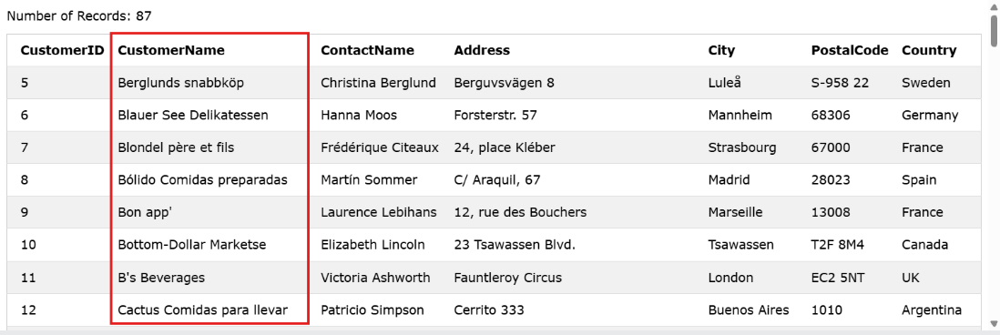 Number of Records: 87
CustomerID CustomerName ContactName Address City PostalCode Country
5 Berglunds snabbköp Christina Berglund Berguvsvägen 8 Luleå S-958 22 Sweden
6 Blauer See Delikatessen Hanna Moos Forsterstr. 57 Mannheim 68306 Germany
7 Blondel père et fils Frédérique Citeaux 24, place Kléber Strasbourg 67000 France
8 Bólido Comidas preparadas Martín Sommer C/ Araquil, 67 Madrid 28023 Spain
9 Bon app' Laurence Lebihans 12, rue des Bouchers Marseille 13008 France
10 Bottom-Dollar Marketse Elizabeth Lincoln 23 Tsawassen Blvd. Tsawassen T2F 8M4 Canada
11 B's Beverages Victoria Ashworth Fauntleroy Circus London EC2 5NT UK
12 Cactus Comidas para llevar Patricio Simpson Cerrito 333 Buenos Aires 1010 Argentina